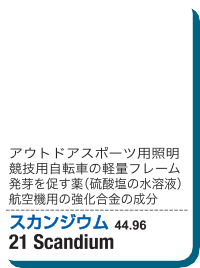 アウトドアスポーツ用照明
競技用自転車の軽量フレーム
発芽を促す薬（硫酸塩の水溶液）
航空機用の強化合金の成分
スカンジウム 44.96
21 Scandium